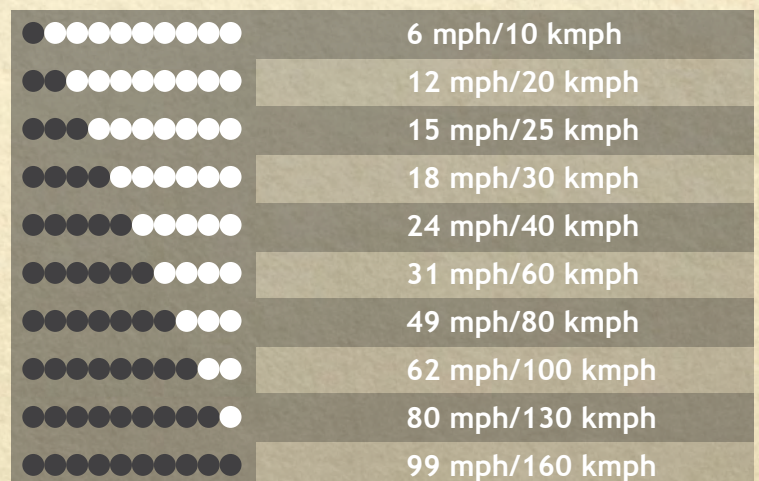 6 mph/10 kmph
12 mph/20 kmph
15 mph/25 kmph
18 mph/30 kmph
24 mph/40 kmph
31 mph/60 kmph
49 mph/80 kmph
62 mph/100 kmph
80 mph/130 kmph
99 mph/160 kmph